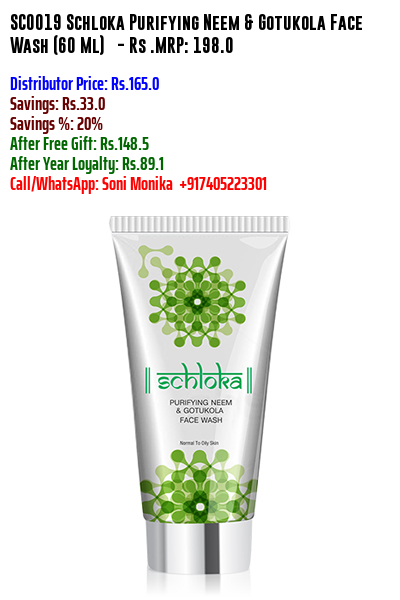 SC0019 Schloka Purifying Neem & Gotukola Face
Wash (60 Ml)   - Rs .MRP: 198.0
Distributor Price: Rs.165.0
Savings: Rs.33.0
Savings %: 20%
After Free Gift: Rs.148.5
After Year Loyalty: Rs.89.1
Call/WhatsApp: Soni Monika  +917405223301
|| schloka ||
PURIFYING NEEM
& GOTUKOLA
FACE WASH
Normal To Oily Skin